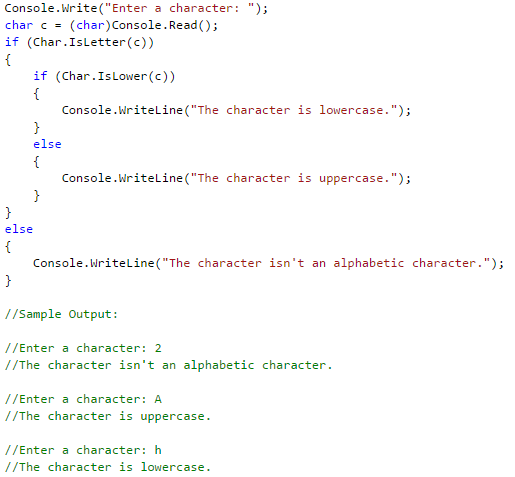 Console.Write("Enter a character: ");
char c = (char)Console.Read();
if (Char.IsLetter(c))
{
    if (Char.IsLower(c))
    {
        Console.WriteLine("The character is lowercase.");
    }
    else
    {
        Console.WriteLine("The character is uppercase.");
    }
}
else
{
    Console.WriteLine("The character isn't an alphabetic character.");
}

//Sample Output:

//Enter a character: 2
//The character isn't an alphabetic character.

//Enter a character: A
//The character is uppercase.

//Enter a character: h
//The character is lowercase.